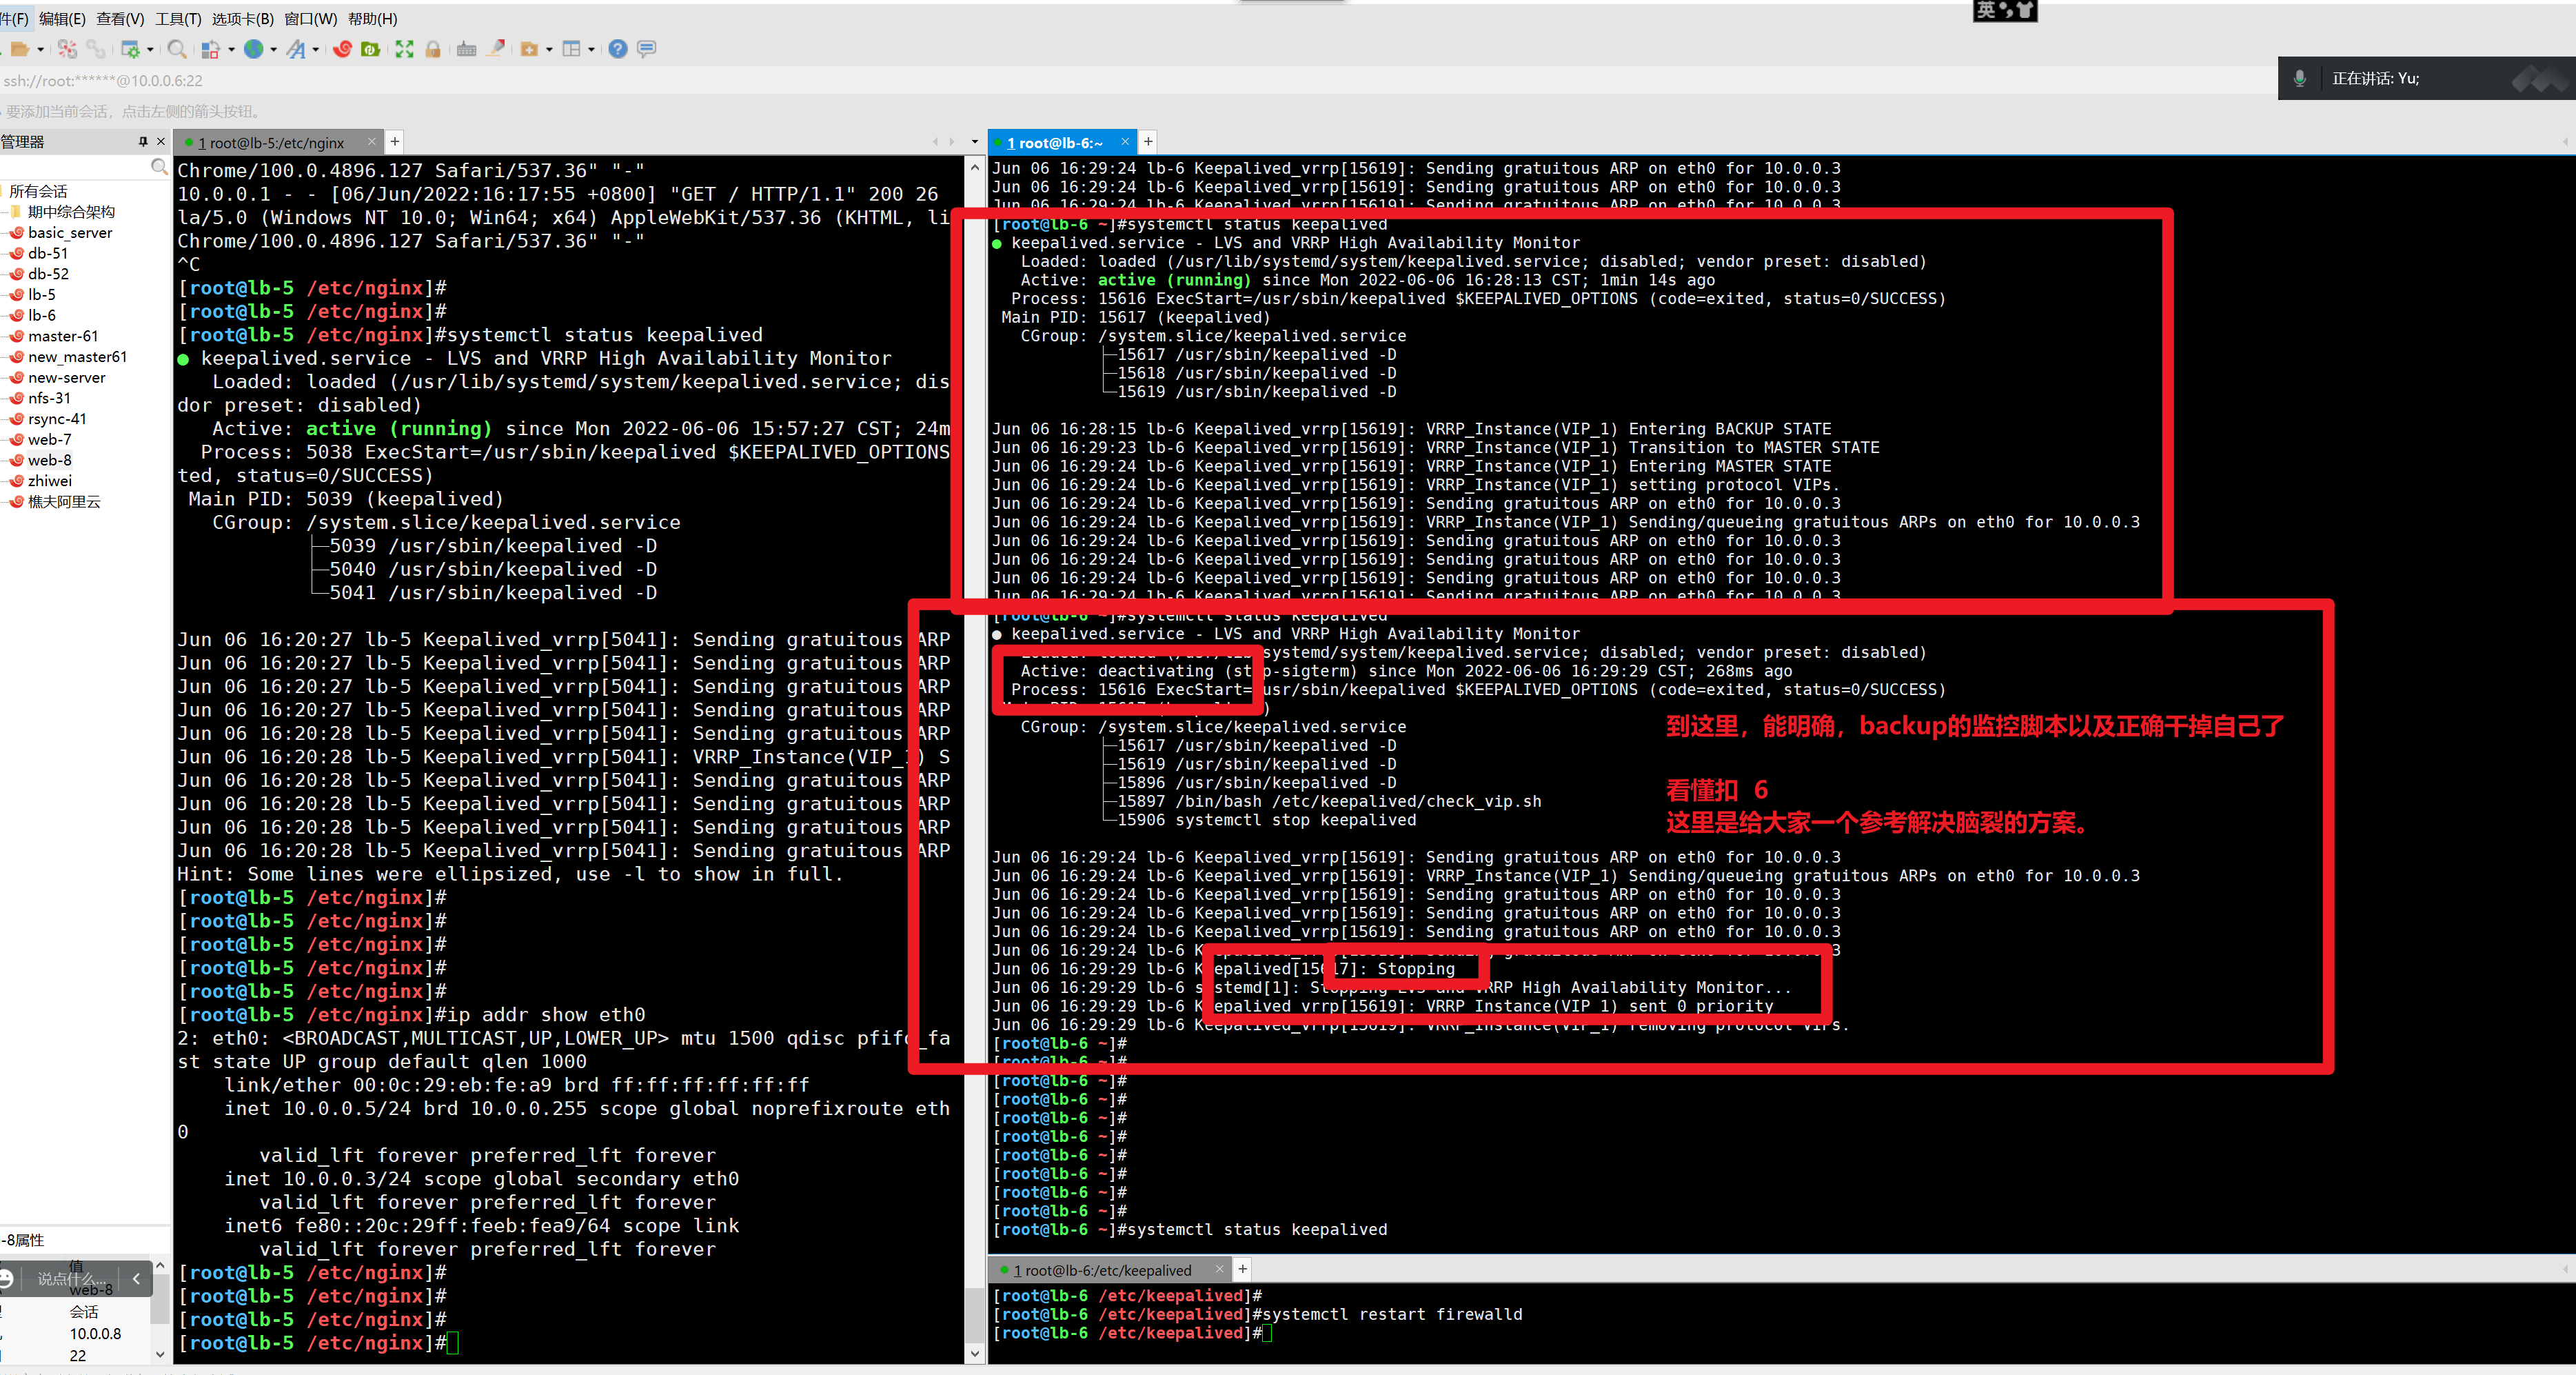 件(F) 编辑(E) 查看(V) 工具(T) 选项卡(B) 窗口(W) 帮助(H)
英
ssh://root:******@10.0.0.6:22
正在讲话: Yu;
要添加当前会话，点击左侧的箭头按钮。
管理器
所有会话
期中综合架构
basic_server
db-51
db-52
lb-5
lb-6
master-61
new_master61
new-server
nfs-31
rsync-41
web-7
web-8
zhiwei
樵夫阿里云
-8属性
值
说点什么...
web-8
会话
10.0.0.8
22
1 root@lb-5:/etc/nginx
Chrome/100.0.4896.127 Safari/537.36" "-"
10.0.0.1 - - [06/Jun/2022:16:17:55 +0800] "GET / HTTP/1.1" 200 26
la/5.0 (Windows NT 10.0; Win64; x64) AppleWebKit/537.36 (KHTML, li
Chrome/100.0.4896.127 Safari/537.36" "-"
^C
[root@lb-5 /etc/nginx]#
[root@lb-5 /etc/nginx]#
[root@lb-5 /etc/nginx]#systemctl status keepalived
● keepalived.service - LVS and VRRP High Availability Monitor
Loaded: loaded (/usr/lib/systemd/system/keepalived.service; dis
dor preset: disabled)
Active: active (running) since Mon 2022-06-06 15:57:27 CST; 24m
Process: 5038 ExecStart=/usr/sbin/keepalived $KEEPALIVED_OPTIONS
ted, status=0/SUCCESS)
Main PID: 5039 (keepalived)
CGroup: /system.slice/keepalived.service
├─5039 /usr/sbin/keepalived -D
├─5040 /usr/sbin/keepalived -D
└─5041 /usr/sbin/keepalived -D
Jun 06 16:20:27 lb-5 Keepalived_vrrp[5041]: Sending gratuitous ARP
Jun 06 16:20:27 lb-5 Keepalived_vrrp[5041]: Sending gratuitous ARP
Jun 06 16:20:27 lb-5 Keepalived_vrrp[5041]: Sending gratuitous ARP
Jun 06 16:20:27 lb-5 Keepalived_vrrp[5041]: Sending gratuitous ARP
Jun 06 16:20:28 lb-5 Keepalived_vrrp[5041]: Sending gratuitous ARP
Jun 06 16:20:28 lb-5 Keepalived_vrrp[5041]: VRRP_Instance(VIP_1) S
Jun 06 16:20:28 lb-5 Keepalived_vrrp[5041]: Sending gratuitous ARP
Jun 06 16:20:28 lb-5 Keepalived_vrrp[5041]: Sending gratuitous ARP
Jun 06 16:20:28 lb-5 Keepalived_vrrp[5041]: Sending gratuitous ARP
Jun 06 16:20:28 lb-5 Keepalived_vrrp[5041]: Sending gratuitous ARP
Hint: Some lines were ellipsized, use -l to show in full.
[root@lb-5 /etc/nginx]#
[root@lb-5 /etc/nginx]#
[root@lb-5 /etc/nginx]#
[root@lb-5 /etc/nginx]#
[root@lb-5 /etc/nginx]#
[root@lb-5 /etc/nginx]#ip addr show eth0
2: eth0: <BROADCAST,MULTICAST,UP,LOWER_UP> mtu 1500 qdisc pfifo_fa
st state UP group default qlen 1000
link/ether 00:0c:29:eb:fe:a9 brd ff:ff:ff:ff:ff:ff
inet 10.0.0.5/24 brd 10.0.0.255 scope global noprefixroute eth
0
valid_lft forever preferred_lft forever
inet 10.0.0.3/24 scope global secondary eth0
valid_lft forever preferred_lft forever
inet6 fe80::20c:29ff:feeb:fea9/64 scope link
valid_lft forever preferred_lft forever
[root@lb-5 /etc/nginx]#
[root@lb-5 /etc/nginx]#
[root@lb-5 /etc/nginx]#
[root@lb-5 /etc/nginx]#
1 root@lb-6:~
Jun 06 16:29:24 lb-6 Keepalived_vrrp[15619]: Sending gratuitous ARP on eth0 for 10.0.0.3
Jun 06 16:29:24 lb-6 Keepalived_vrrp[15619]: Sending gratuitous ARP on eth0 for 10.0.0.3
Jun 06 16:29:24 lb-6 Keepalived_vrrp[15619]: Sending gratuitous ARP on eth0 for 10.0.0.3
[root@lb-6 ~]#systemctl status keepalived
● keepalived.service - LVS and VRRP High Availability Monitor
Loaded: loaded (/usr/lib/systemd/system/keepalived.service; disabled; vendor preset: disabled)
Active: active (running) since Mon 2022-06-06 16:28:13 CST; 1min 14s ago
Process: 15616 ExecStart=/usr/sbin/keepalived $KEEPALIVED_OPTIONS (code=exited, status=0/SUCCESS)
Main PID: 15617 (keepalived)
CGroup: /system.slice/keepalived.service
├─15617 /usr/sbin/keepalived -D
├─15618 /usr/sbin/keepalived -D
└─15619 /usr/sbin/keepalived -D
Jun 06 16:28:15 lb-6 Keepalived_vrrp[15619]: VRRP_Instance(VIP_1) Entering BACKUP STATE
Jun 06 16:29:23 lb-6 Keepalived_vrrp[15619]: VRRP_Instance(VIP_1) Transition to MASTER STATE
Jun 06 16:29:24 lb-6 Keepalived_vrrp[15619]: VRRP_Instance(VIP_1) Entering MASTER STATE
Jun 06 16:29:24 lb-6 Keepalived_vrrp[15619]: VRRP_Instance(VIP_1) setting protocol VIPs.
Jun 06 16:29:24 lb-6 Keepalived_vrrp[15619]: Sending gratuitous ARP on eth0 for 10.0.0.3
Jun 06 16:29:24 lb-6 Keepalived_vrrp[15619]: VRRP_Instance(VIP_1) Sending/queueing gratuitous ARPs on eth0 for 10.0.0.3
Jun 06 16:29:24 lb-6 Keepalived_vrrp[15619]: Sending gratuitous ARP on eth0 for 10.0.0.3
Jun 06 16:29:24 lb-6 Keepalived_vrrp[15619]: Sending gratuitous ARP on eth0 for 10.0.0.3
Jun 06 16:29:24 lb-6 Keepalived_vrrp[15619]: Sending gratuitous ARP on eth0 for 10.0.0.3
Jun 06 16:29:24 lb-6 Keepalived_vrrp[15619]: Sending gratuitous ARP on eth0 for 10.0.0.3
[root@lb-6 ~]#systemctl status keepalived
● keepalived.service - LVS and VRRP High Availability Monitor
systemd/system/keepalived.service; disabled; vendor preset: disabled)
Active: deactivating (stop-sigterm) since Mon 2022-06-06 16:29:29 CST; 268ms ago
Process: 15616 ExecStart=/usr/sbin/keepalived $KEEPALIVED_OPTIONS (code=exited, status=0/SUCCESS)
CGroup: /system.slice/keepalived.service
├─15617 /usr/sbin/keepalived -D
├─15619 /usr/sbin/keepalived -D
├─15896 /usr/sbin/keepalived -D
├─15897 /bin/bash /etc/keepalived/check_vip.sh
└─15906 systemctl stop keepalived
到这里，能明确，backup的监控脚本以及正确干掉自己了
看懂扣 6
这里是给大家一个参考解决脑裂的方案。
Jun 06 16:29:24 lb-6 Keepalived_vrrp[15619]: Sending gratuitous ARP on eth0 for 10.0.0.3
Jun 06 16:29:24 lb-6 Keepalived_vrrp[15619]: VRRP_Instance(VIP_1) Sending/queueing gratuitous ARPs on eth0 for 10.0.0.3
Jun 06 16:29:24 lb-6 Keepalived_vrrp[15619]: Sending gratuitous ARP on eth0 for 10.0.0.3
Jun 06 16:29:24 lb-6 Keepalived_vrrp[15619]: Sending gratuitous ARP on eth0 for 10.0.0.3
Jun 06 16:29:24 lb-6 Keepalived_vrrp[15619]: Sending gratuitous ARP on eth0 for 10.0.0.3
Jun 06 16:29:24 lb-6 Keepalived_vrrp[15619]: Sending gratuitous ARP on eth0 for 10.0.0.3
Jun 06 16:29:29 lb-6 Keepalived[15617]: Stopping
Jun 06 16:29:29 lb-6 systemd[1]: Stopping LVS and VRRP High Availability Monitor...
Jun 06 16:29:29 lb-6 Keepalived_vrrp[15619]: VRRP_Instance(VIP_1) sent 0 priority
Jun 06 16:29:29 lb-6 Keepalived_vrrp[15619]: VRRP_Instance(VIP_1) removing protocol VIPs.
[root@lb-6 ~]#
[root@lb-6 ~]#
[root@lb-6 ~]#
[root@lb-6 ~]#
[root@lb-6 ~]#
[root@lb-6 ~]#
[root@lb-6 ~]#
[root@lb-6 ~]#
[root@lb-6 ~]#
[root@lb-6 ~]#
[root@lb-6 ~]#systemctl status keepalived
1 root@lb-6:/etc/keepalived
[root@lb-6 /etc/keepalived]#
[root@lb-6 /etc/keepalived]#systemctl restart firewalld
[root@lb-6 /etc/keepalived]#